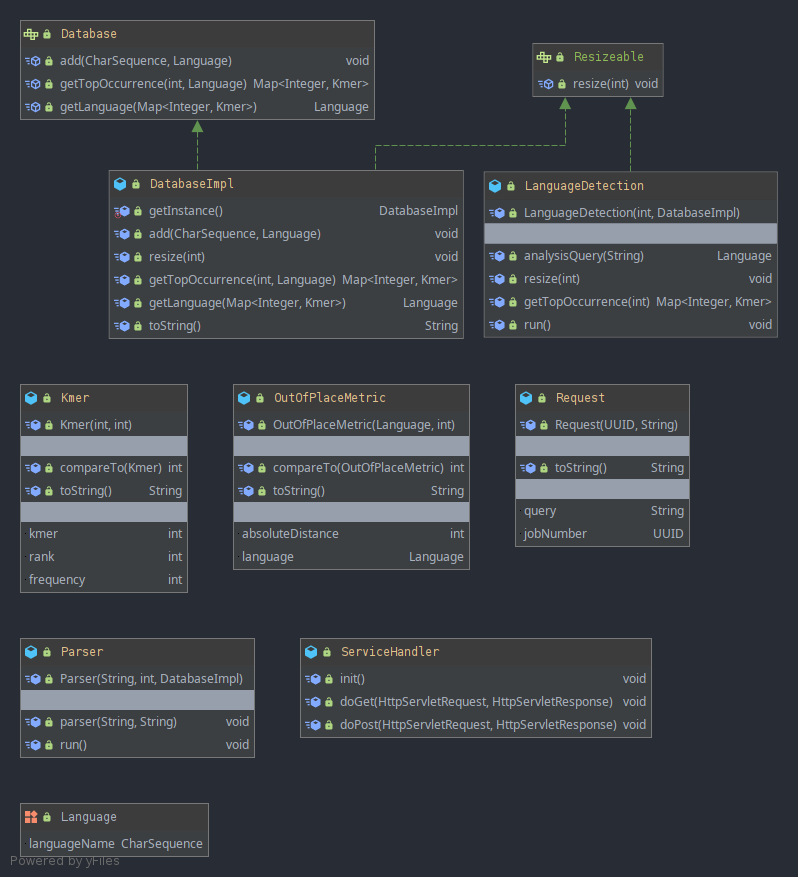 Database
add(CharSequence, Language) void
getTopOccurrence(int, Language) Map<Integer, Kmer>
getLanguage(Map<Integer, Kmer>) Language
Resizeable
resize(int) void
DatabaseImpl
getInstance() DatabaseImpl
add(CharSequence, Language) void
resize(int) void
getTopOccurrence(int, Language) Map<Integer, Kmer>
getLanguage(Map<Integer, Kmer>) Language
toString() String
LanguageDetection
LanguageDetection(int, DatabaseImpl)
analysisQuery(String) Language
resize(int) void
getTopOccurrence(int) Map<Integer, Kmer>
run() void
Kmer
Kmer(int, int)
compareTo(Kmer) int
toString() String
kmer int
rank int
frequency int
OutOfPlaceMetric
OutOfPlaceMetric(Language, int)
compareTo(OutOfPlaceMetric) int
toString() String
absoluteDistance int
language Language
Request
Request(UUID, String)
toString() String
query String
jobNumber UUID
Parser
Parser(String, int, DatabaseImpl)
parser(String, String) void
run() void
ServiceHandler
init() void
doGet(HttpServletRequest, HttpServletResponse) void
doPost(HttpServletRequest, HttpServletResponse) void
Language
languageName CharSequence
Powered by yFiles